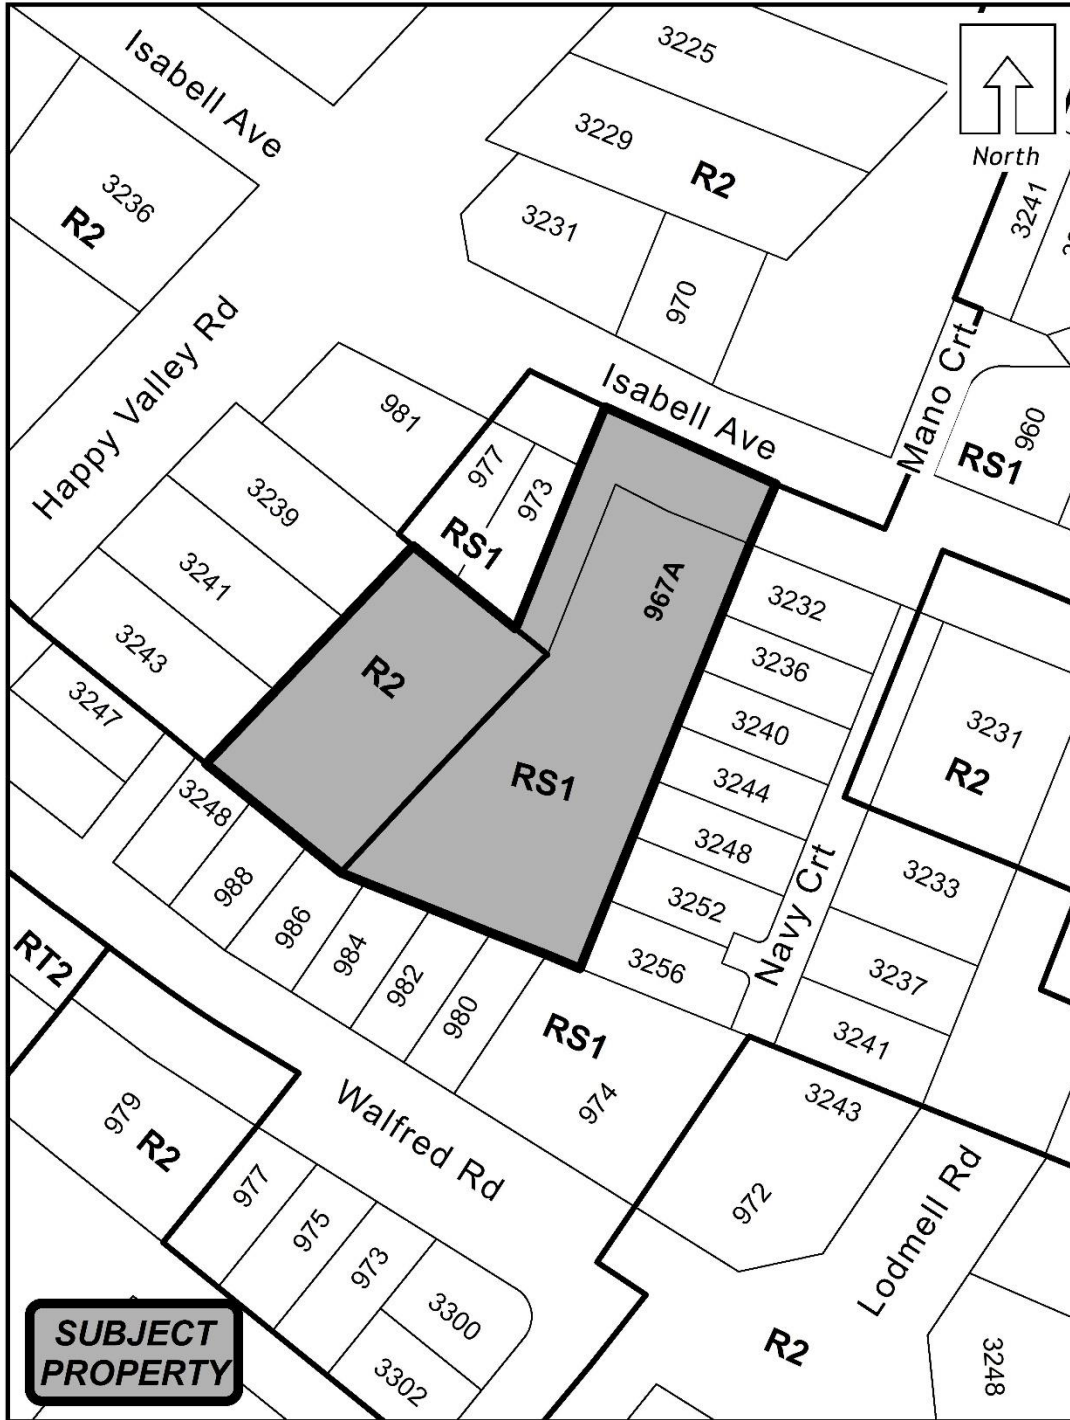 Isabell Ave
3225
3229
R2
North
3241
3236
R2
3231
970
Happy Valley Rd
Mano Crt
Isabell Ave
960
RS1
981
977
973
RS1
3239
3241
3243
3247
967A
3232
3236
3240
3244
3248
3252
3256
R2
RS1
3231
R2
3233
3237
3241
Navy Crt
3248
988
986
984
982
980
RS1
974
RT2
979
R2
Walfred Rd
3243
972
Lodmell Rd
977
975
973
3300
3302
R2
3248
SUBJECT
PROPERTY